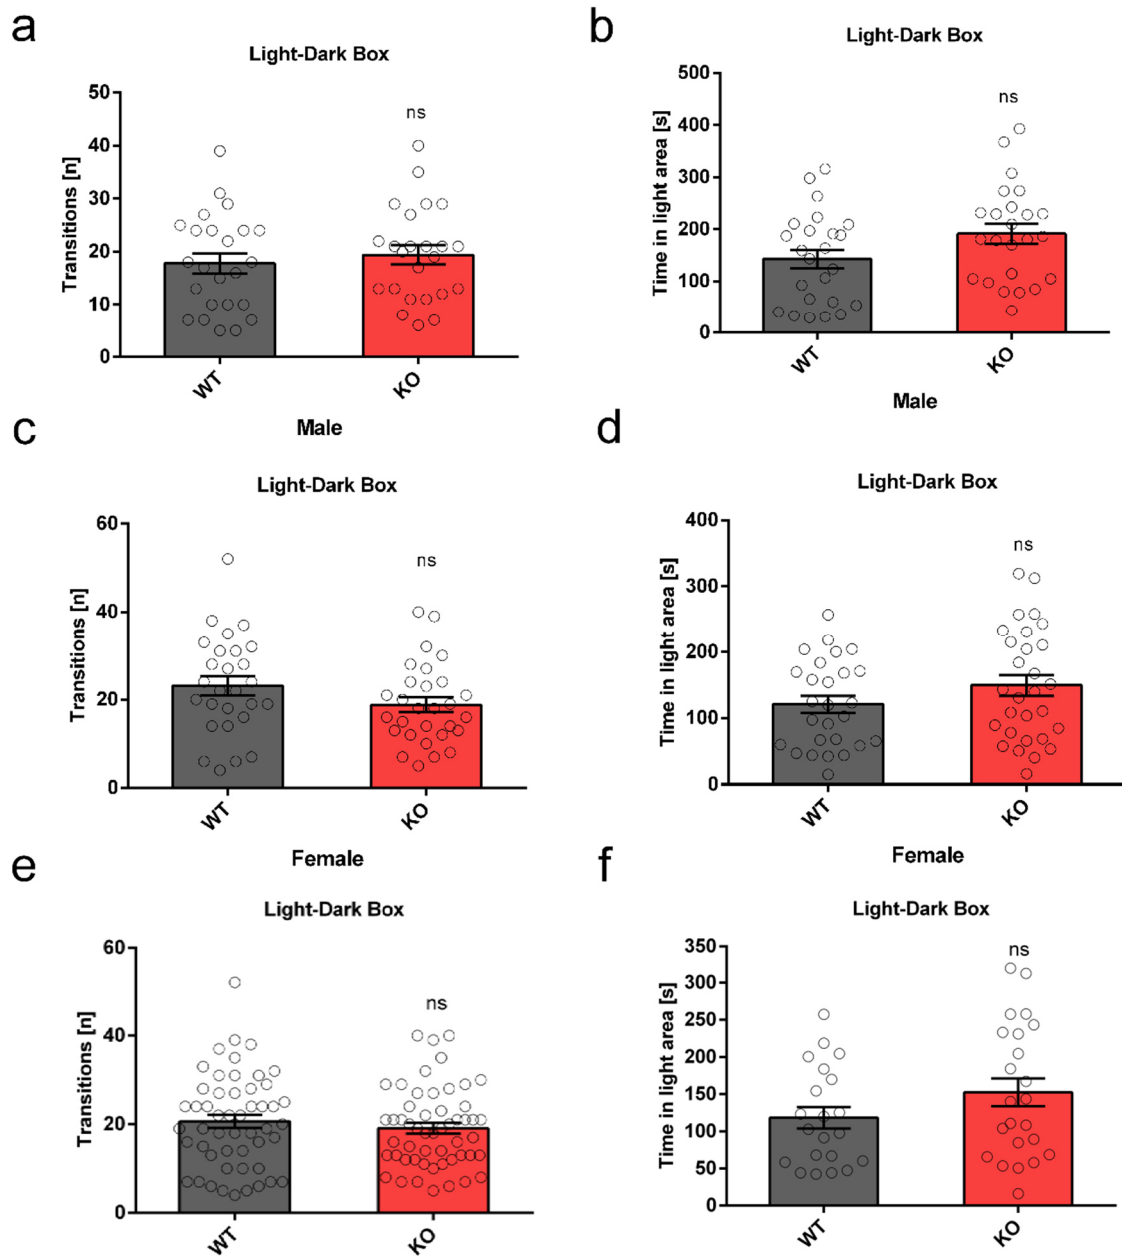 a
Light-Dark Box
50
40
30
20
10
0
Transitions [n]
ns
WT
KO
b
Light-Dark Box
500
400
300
200
100
0
Time in light area [s]
ns
WT
KO
Male
Male
c
Light-Dark Box
60
40
20
0
Transitions [n]
ns
WT
KO
d
Light-Dark Box
400
300
200
100
0
Time in light area [s]
ns
WT
KO
Female
Female
e
Light-Dark Box
60
40
20
0
Transitions [n]
ns
WT
KO
f
Light-Dark Box
350
300
250
200
150
100
50
0
Time in light area [s]
ns
WT
KO